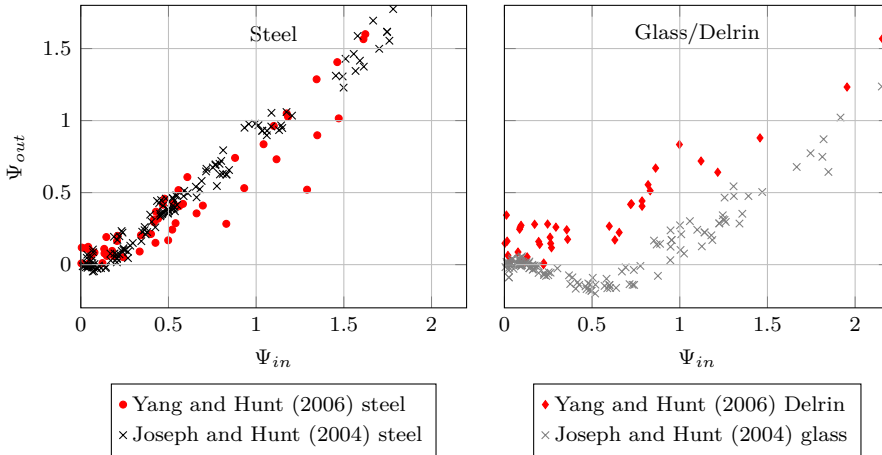 Steel
Glass/Delrin
Ψout
1.5
1
0.5
0
0 0.5 1 1.5 2
0 0.5 1 1.5 2
Ψin
Ψin
Yang and Hunt (2006) steel
Joseph and Hunt (2004) steel
Yang and Hunt (2006) Delrin
Joseph and Hunt (2004) glass